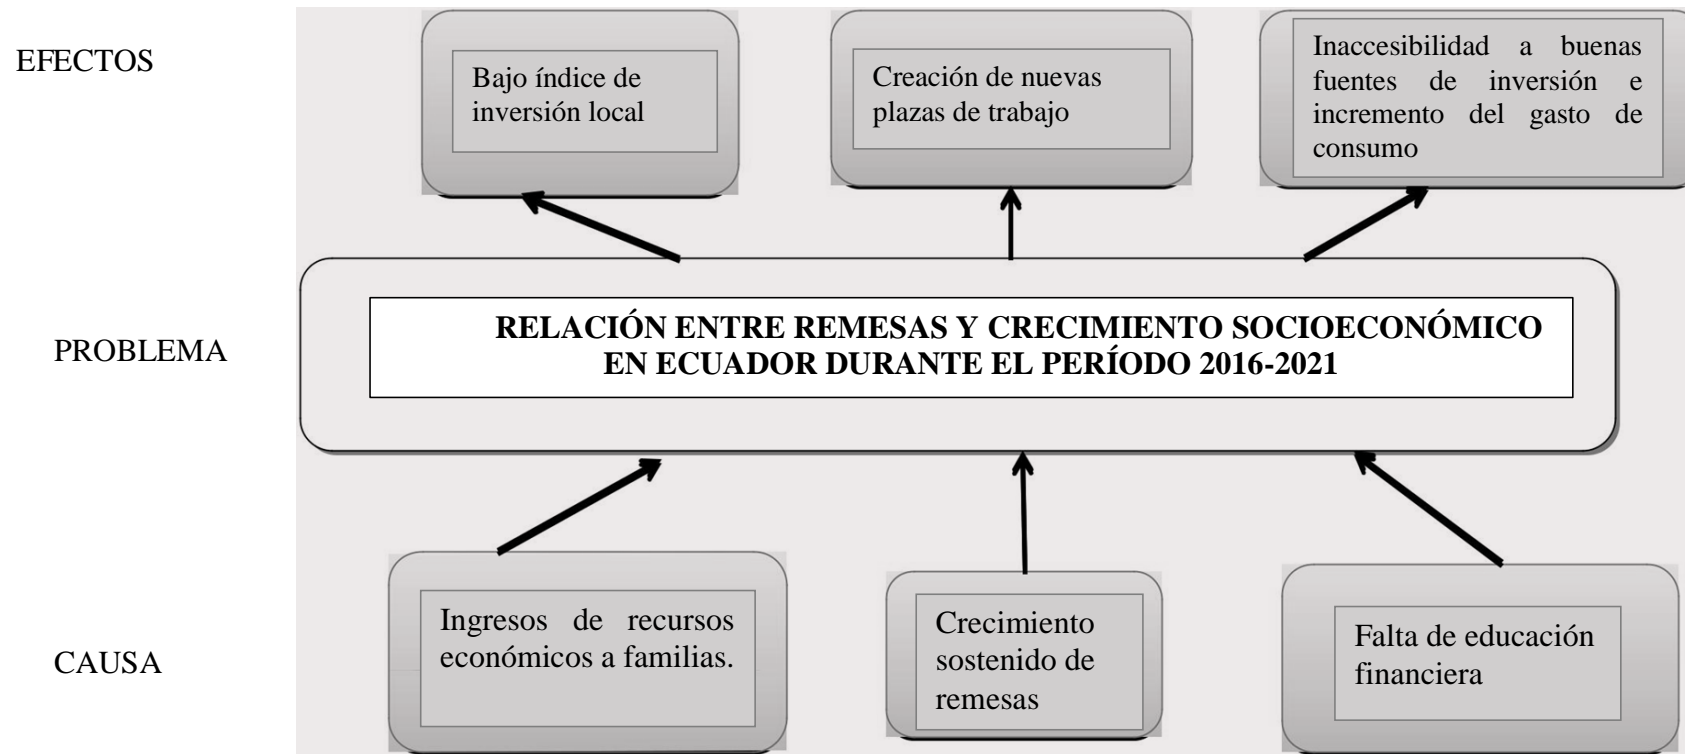 EFECTOS
Bajo índice de
inversión local
Creación de nuevas
plazas de trabajo
Inaccesibilidad a buenas
fuentes de inversión e
incremento del gasto de
consumo
PROBLEMA
RELACIÓN ENTRE REMESAS Y CRECIMIENTO SOCIOECONÓMICO
EN ECUADOR DURANTE EL PERÍODO 2016-2021
CAUSA
Ingresos de recursos
económicos a familias.
Crecimiento
sostenido de
remesas
Falta de educación
financiera